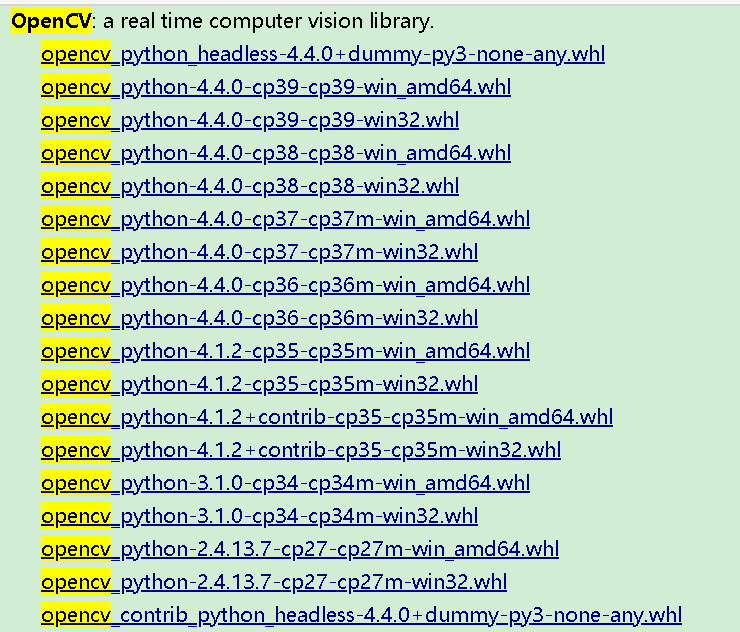 OpenCV: a real time computer vision library.
opencv_python_headless-4.4.0+dummy-py3-none-any.whl
opencv_python-4.4.0-cp39-cp39-win_amd64.whl
opencv_python-4.4.0-cp39-cp39-win32.whl
opencv_python-4.4.0-cp38-cp38-win_amd64.whl
opencv_python-4.4.0-cp38-cp38-win32.whl
opencv_python-4.4.0-cp37-cp37m-win_amd64.whl
opencv_python-4.4.0-cp37-cp37m-win32.whl
opencv_python-4.4.0-cp36-cp36m-win_amd64.whl
opencv_python-4.4.0-cp36-cp36m-win32.whl
opencv_python-4.1.2-cp35-cp35m-win_amd64.whl
opencv_python-4.1.2-cp35-cp35m-win32.whl
opencv_python-4.1.2+contrib-cp35-cp35m-win_amd64.whl
opencv_python-4.1.2+contrib-cp35-cp35m-win32.whl
opencv_python-3.1.0-cp34-cp34m-win_amd64.whl
opencv_python-3.1.0-cp34-cp34m-win32.whl
opencv_python-2.4.13.7-cp27-cp27m-win_amd64.whl
opencv_python-2.4.13.7-cp27-cp27m-win32.whl
opencv_contrib_python_headless-4.4.0+dummy-py3-none-any.whl